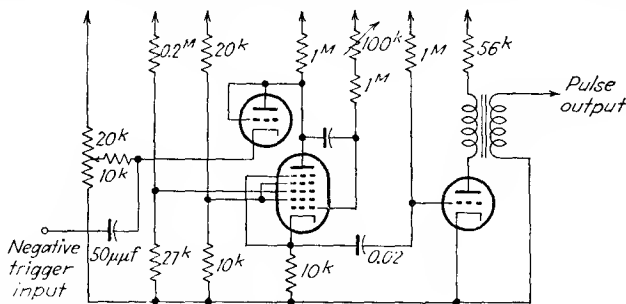 0.2ᴹ
20ᵏ
1ᴹ
100ᵏ
1ᴹ
56ᵏ
1ᴹ
Pulse
output
20ᵏ
10ᵏ
Negative
trigger
input
50μμf
27ᵏ
10ᵏ
10ᵏ
0.02